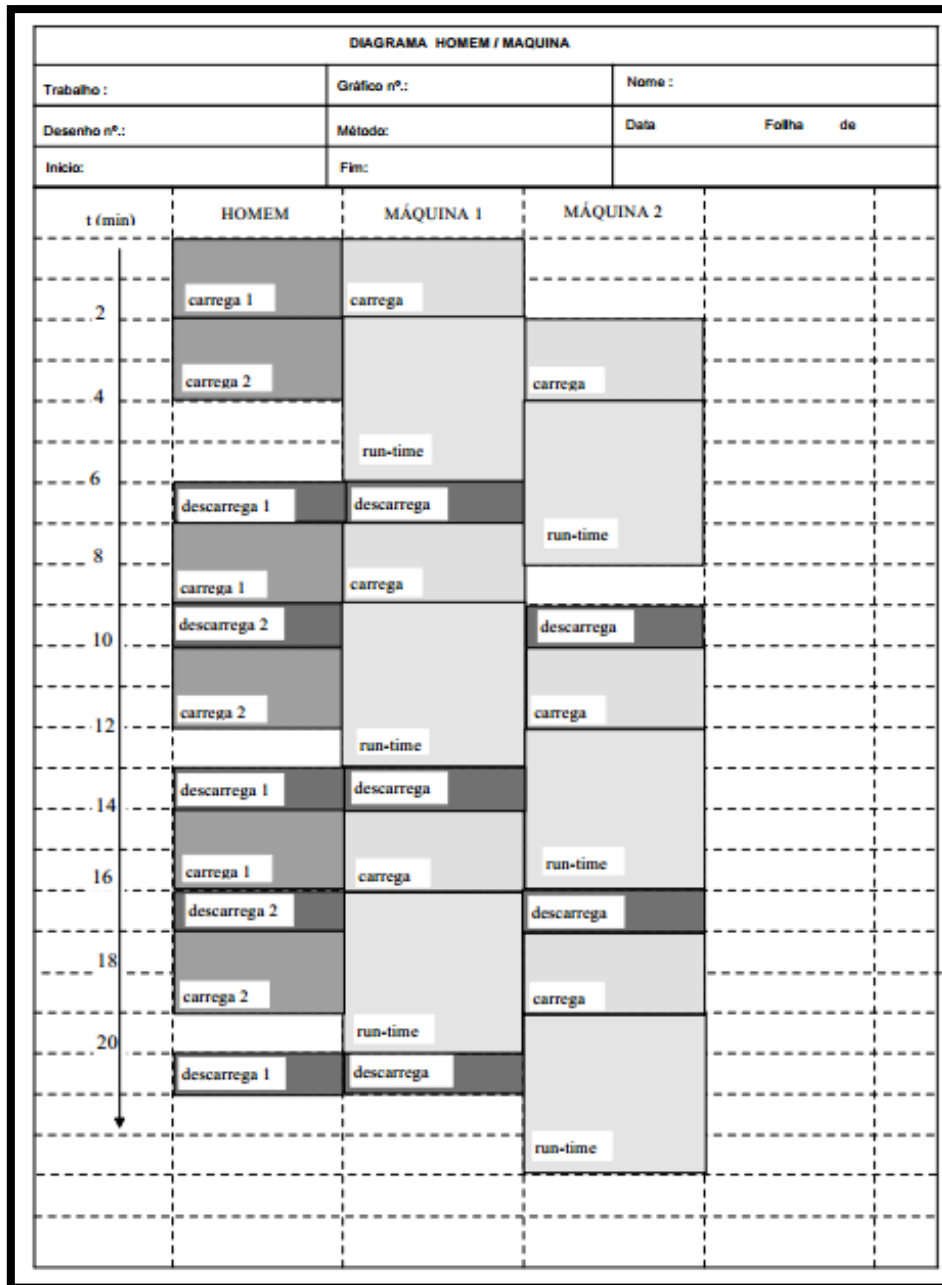 DIAGRAMA HOMEM / MAQUINA
Trabalho : Gráfico nº.: Nome :
Desenho nº.: Método: Data Follha de
Inicio: Fim:
t (min) HOMEM MÁQUINA 1 MÁQUINA 2
carrega 1 carrega
2
carrega 2 carrega
4
run-time
6
descarrega 1 descarrega
run-time
8
carrega 1 carrega
descarrega 2 descarrega
10
carrega 2 carrega
12
run-time
descarrega 1 descarrega
14
run-time
carrega 1 carrega
16
descarrega 2 descarrega
18
carrega 2 carrega
run-time
20
descarrega 1 descarrega
run-time